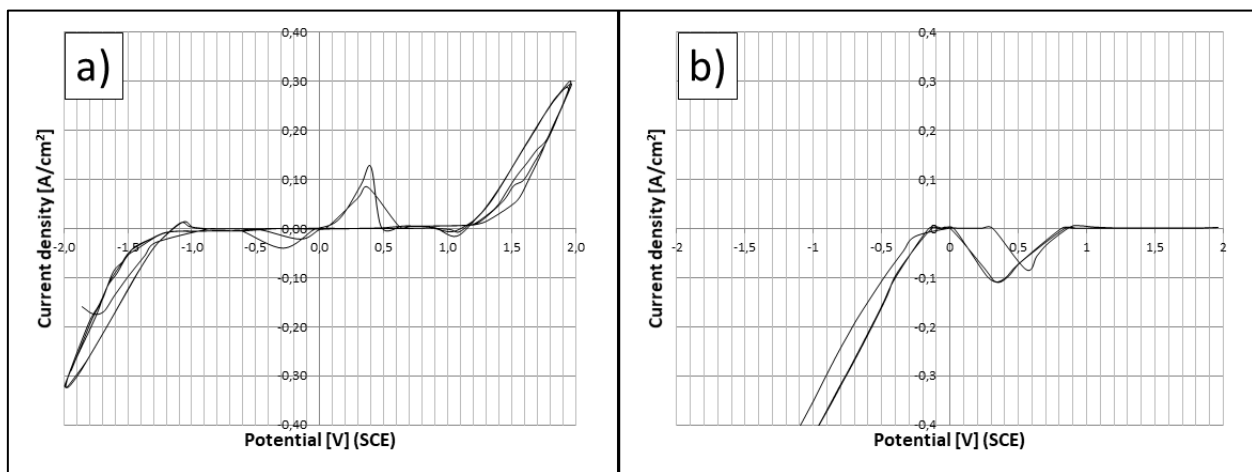 a)
Current density [A/cm²]
0,40
0,30
0,20
0,10
0,00
-0,10
-0,20
-0,30
-0,40
-2,0 -1,5 -1,0 -0,5 0,0 0,5 1,0 1,5 2,0
Potential [V] (SCE)
b)
Current density [A/cm²]
0,4
0,3
0,2
0,1
0
-0,1
-0,2
-0,3
-0,4
-2 -1,5 -1 -0,5 0 0,5 1 1,5 2
Potential [V] (SCE)